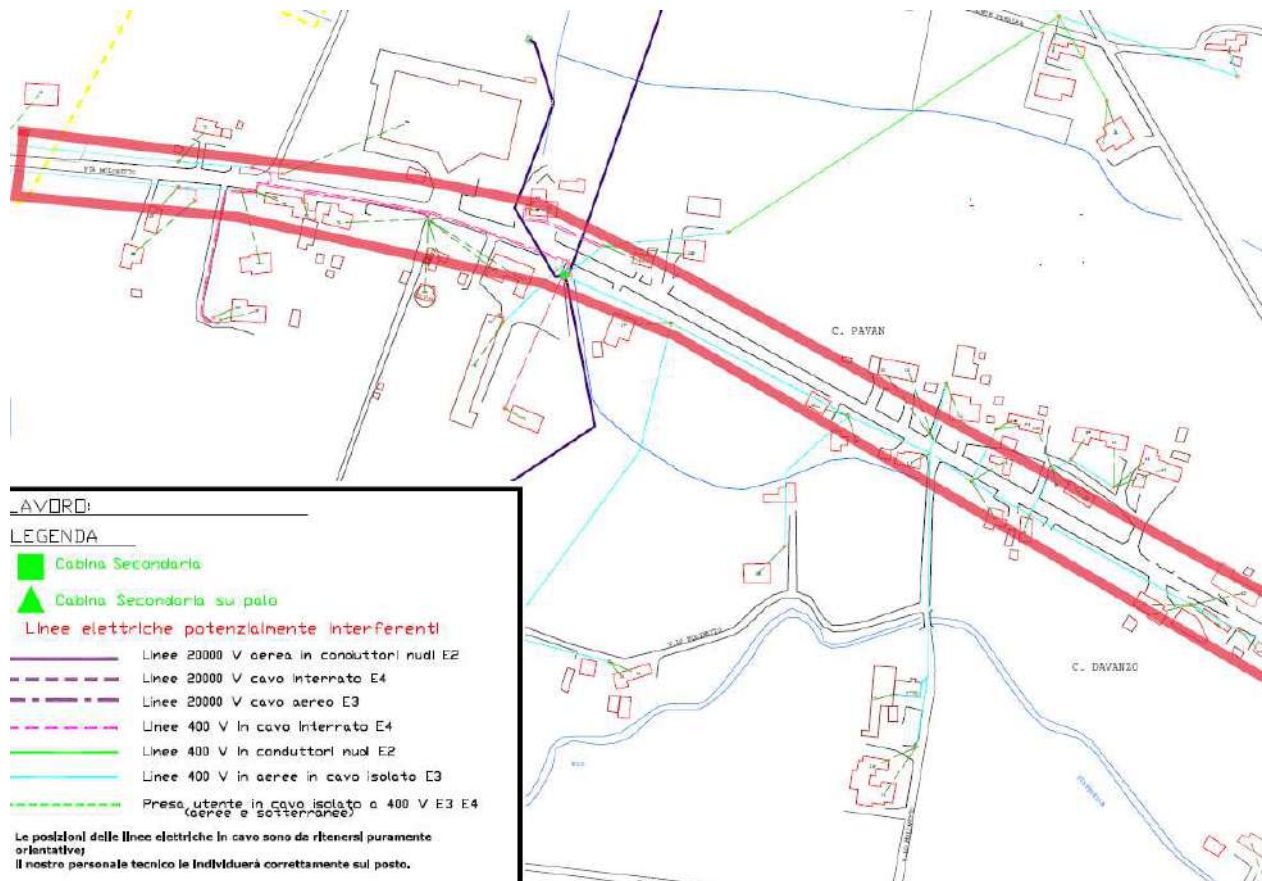 C. PAVAN
C. DAVANZO
LAVORO:
LEGENDA
Cabina Secondaria
Cabina Secondaria su palo
Linee elettriche potenzialmente interferenti
Linee 20000 V aerea in conduttori nudi E2
Linee 20000 V cavo interrato E4
Linee 20000 V cavo aereo E3
Linee 400 V in cavo interrato E4
Linee 400 V in conduttori nudi E2
Linee 400 V in aeree in cavo isolato E3
Presa utente in cavo isolato a 400 V E3 E4
(aeree e sotterranee)
Le posizioni delle linee elettriche in cavo sono da ritenersi puramente
orientative;
Il nostro personale tecnico le individuerà correttamente sul posto.